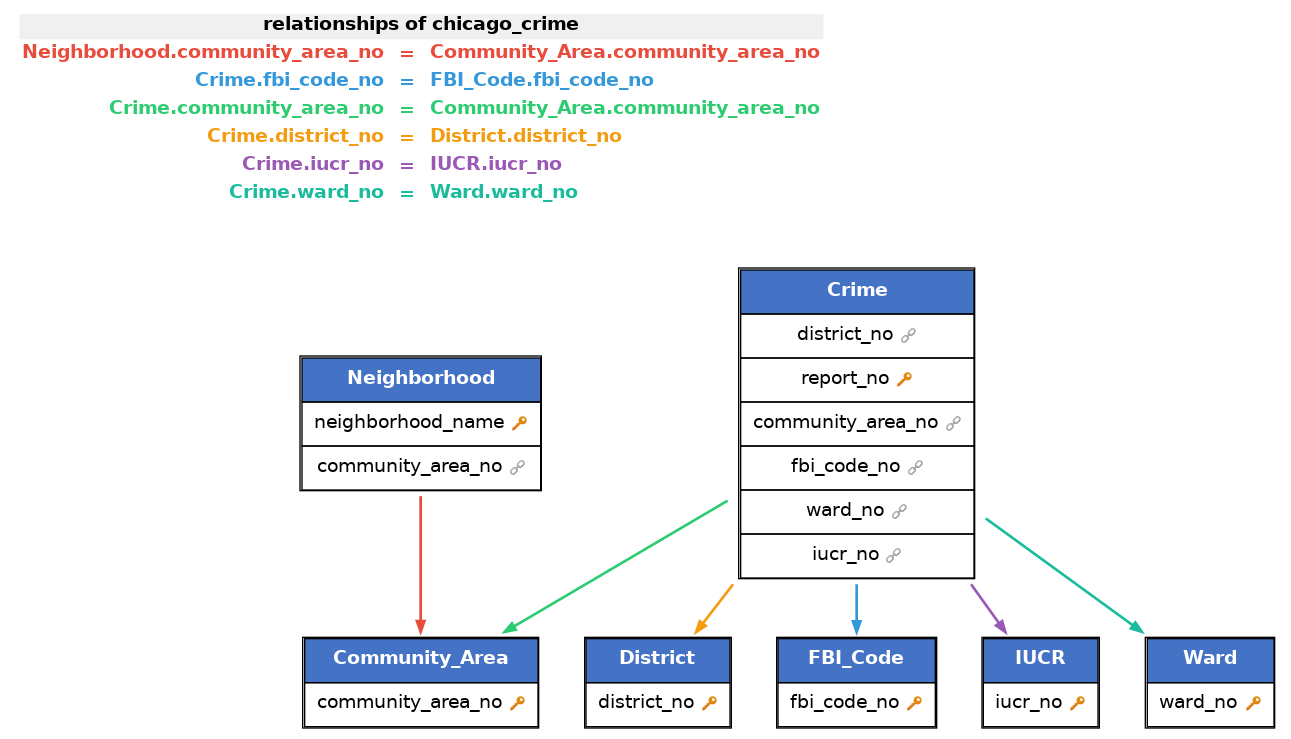 relationships of chicago_crime
Neighborhood.community_area_no = Community_Area.community_area_no
Crime.fbi_code_no = FBI_Code.fbi_code_no
Crime.community_area_no = Community_Area.community_area_no
Crime.district_no = District.district_no
Crime.iucr_no = IUCR.iucr_no
Crime.ward_no = Ward.ward_no
Crime
district_no
report_no
community_area_no
fbi_code_no
ward_no
iucr_no
Neighborhood
neighborhood_name
community_area_no
Community_Area
community_area_no
District
district_no
FBI_Code
fbi_code_no
IUCR
iucr_no
Ward
ward_no